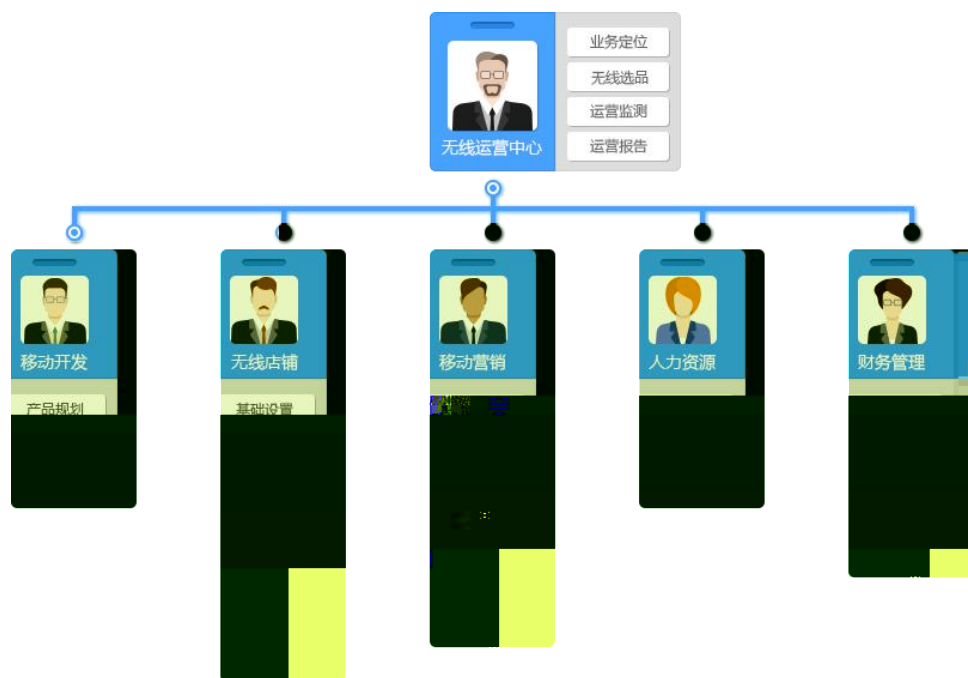 业务定位
无线选品
运营监测
运营报告
无线运营中心
移动开发
无线店铺
移动营销
人力资源
财务管理
产品规划
基础设置